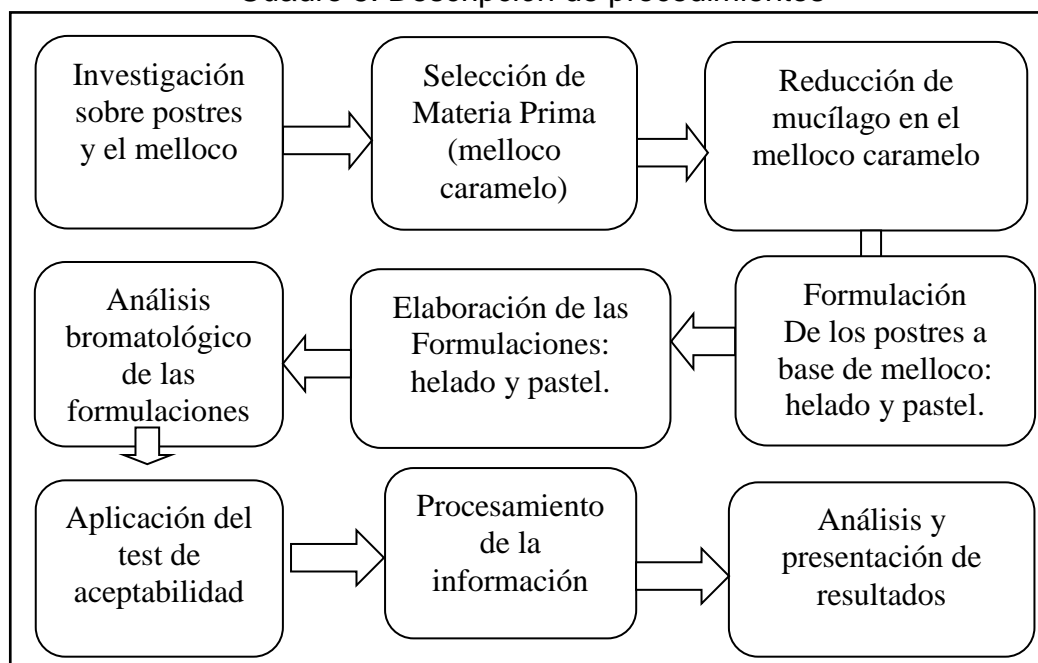 Investigación
sobre postres
y el melloco
Selección de
Materia Prima
(melloco
caramelo)
Reducción de
mucílago en el
melloco caramelo
Formulación
De los postres a
base de melloco:
helado y pastel.
Elaboración de las
Formulaciones:
helado y pastel.
Análisis
bromatológico
de las
formulaciones
Aplicación del
test de
aceptabilidad
Procesamiento
de la
información
Análisis y
presentación de
resultados